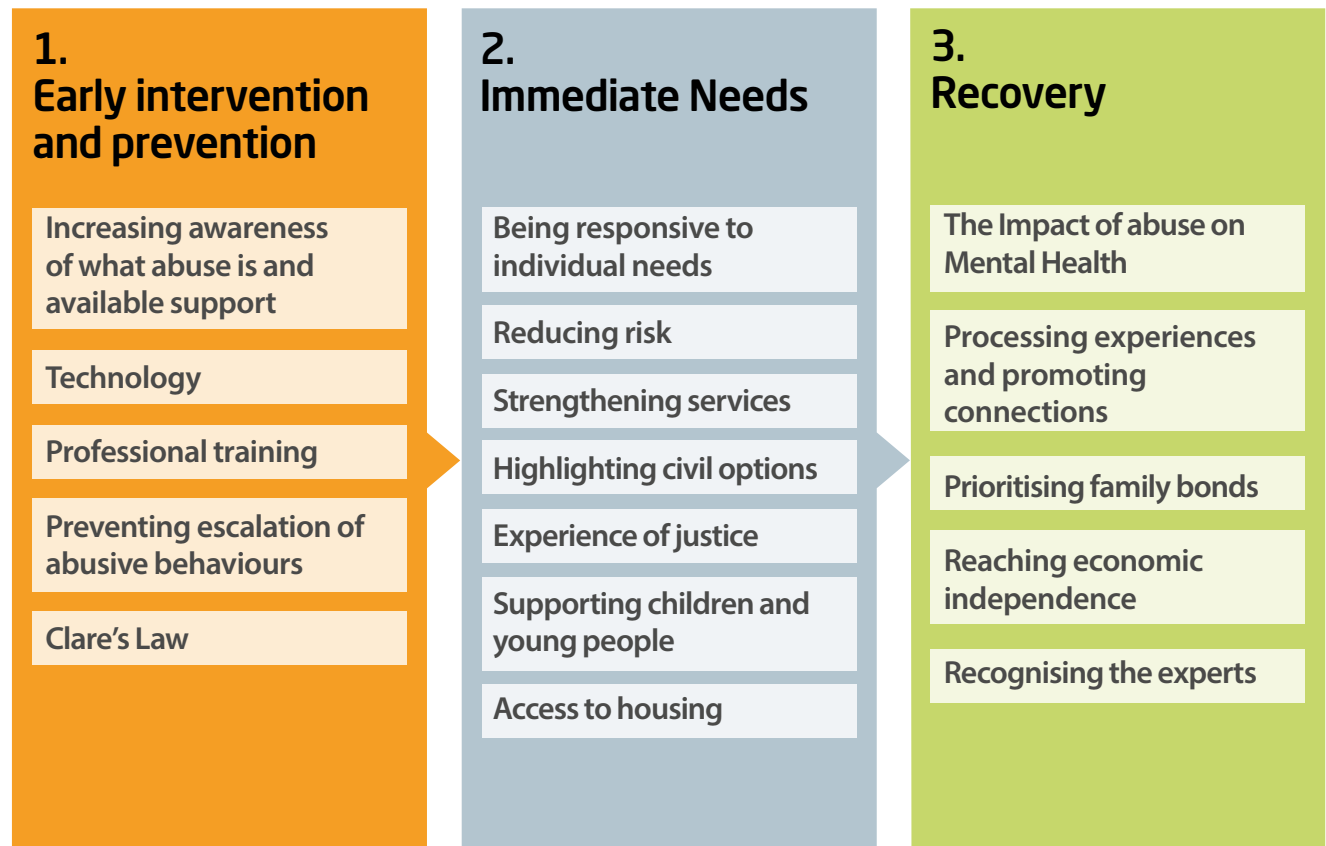 1.
Early intervention
and prevention
Increasing awareness
of what abuse is and
available support
Technology
Professional training
Preventing escalation of
abusive behaviours
Clare’s Law
2.
Immediate Needs
Being responsive to
individual needs
Reducing risk
Strengthening services
Highlighting civil options
Experience of justice
Supporting children and
young people
Access to housing
3.
Recovery
The Impact of abuse on
Mental Health
Processing experiences
and promoting
connections
Prioritising family bonds
Reaching economic
independence
Recognising the experts